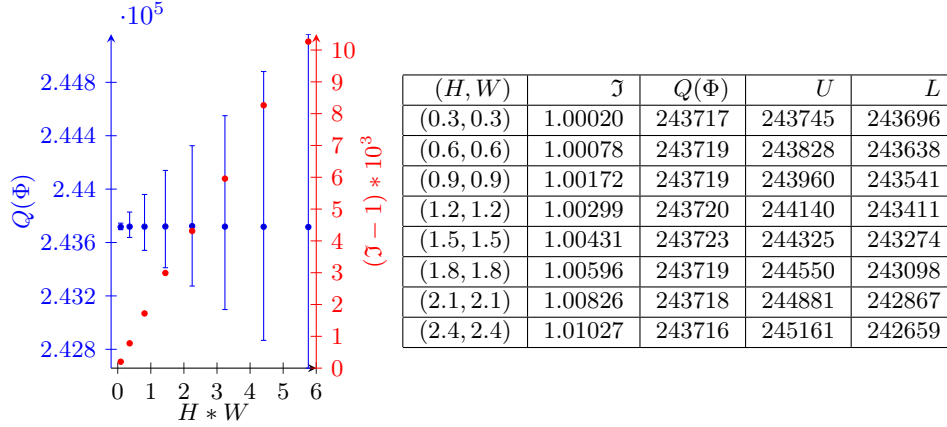 ·10⁵
2.448
2.444
2.44
2.436
2.432
2.428
Q(Φ)
0 1 2 3 4 5 6
H ∗ W
10
9
8
7
6
5
4
3
2
1
0
(ℑ − 1) ∗ 10³
(H, W) ℑ Q(Φ) U L
(0.3, 0.3) 1.00020 243717 243745 243696
(0.6, 0.6) 1.00078 243719 243828 243638
(0.9, 0.9) 1.00172 243719 243960 243541
(1.2, 1.2) 1.00299 243720 244140 243411
(1.5, 1.5) 1.00431 243723 244325 243274
(1.8, 1.8) 1.00596 243719 244550 243098
(2.1, 2.1) 1.00826 243718 244881 242867
(2.4, 2.4) 1.01027 243716 245161 242659